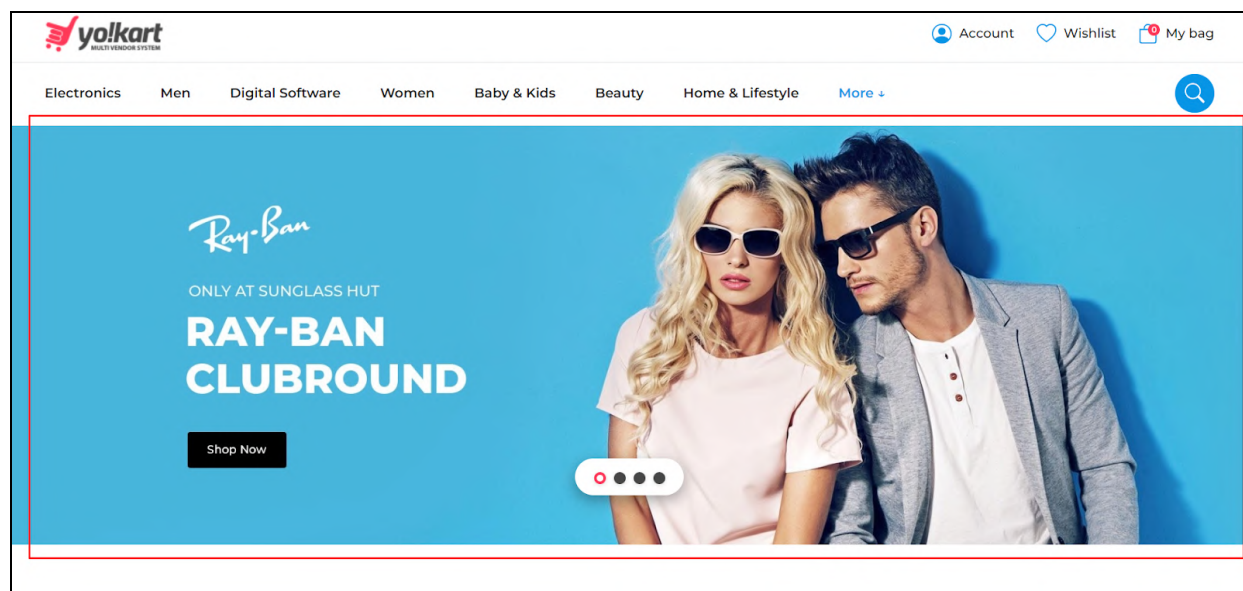 yo!kart
MULTI VENDOR SYSTEM
Account Wishlist 0 My bag
Electronics Men Digital Software Women Baby & Kids Beauty Home & Lifestyle More ↓
Ray-Ban
ONLY AT SUNGLASS HUT
RAY-BAN
CLUBROUND
Shop Now